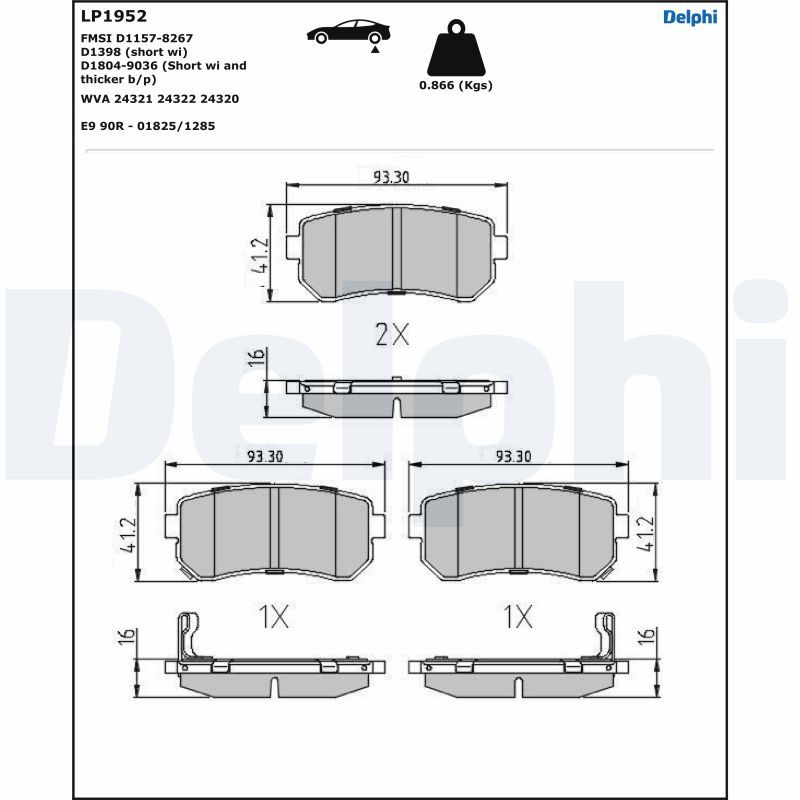 LP1952
Delphi
FMSI D1157-8267
D1398 (short wi)
D1804-9036 (Short wi and
thicker b/p)
WVA 24321 24322 24320
E9 90R - 01825/1285
0.866 (Kgs)
93.30
41.2
2X
16
Delphi
93.30
93.30
41.2
41.2
1X
1X
16
16